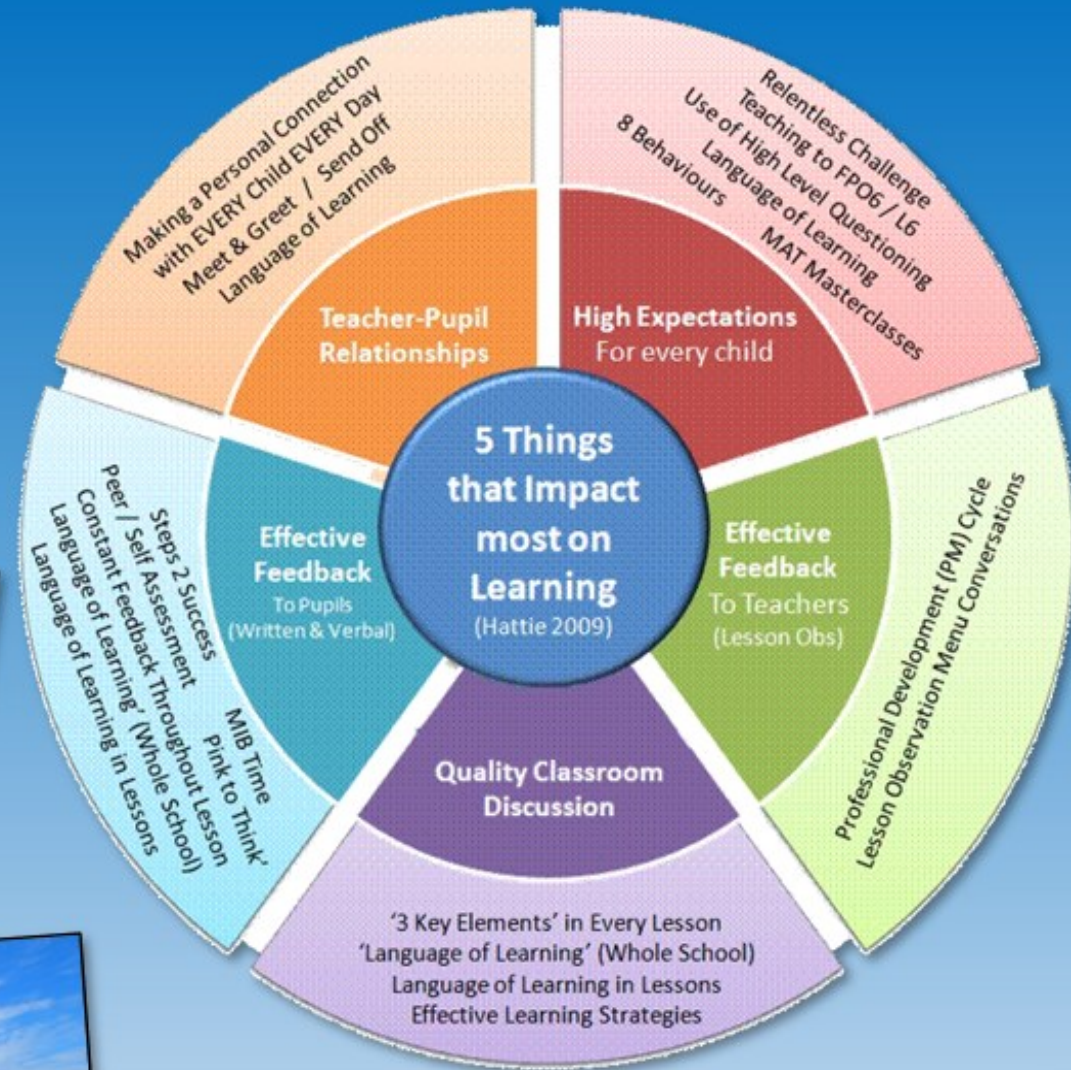 5 Things
that Impact
most on
Learning
(Hattie 2009)
Teacher-Pupil
Relationships
Making a Personal Connection
with EVERY Child EVERY Day
Meet & Greet / Send Off
Language of Learning
High Expectations
For every child
Relentless Challenge
Teaching to FPO6 / L6
Use of High Level Questioning
Language of Learning
8 Behaviours MAT Masterclasses
Effective
Feedback
To Teachers
(Lesson Obs)
Professional Development (PM) Cycle
Lesson Observation Menu Conversations
Quality Classroom
Discussion
‘3 Key Elements’ in Every Lesson
‘Language of Learning’ (Whole School)
Language of Learning in Lessons
Effective Learning Strategies
Effective
Feedback
To Pupils
(Written & Verbal)
Steps 2 Success MIB Time
Peer / Self Assessment Pink to Think’
Constant Feedback Throughout Lesson
Language of Learning’ (Whole School)
Language of Learning in Lessons